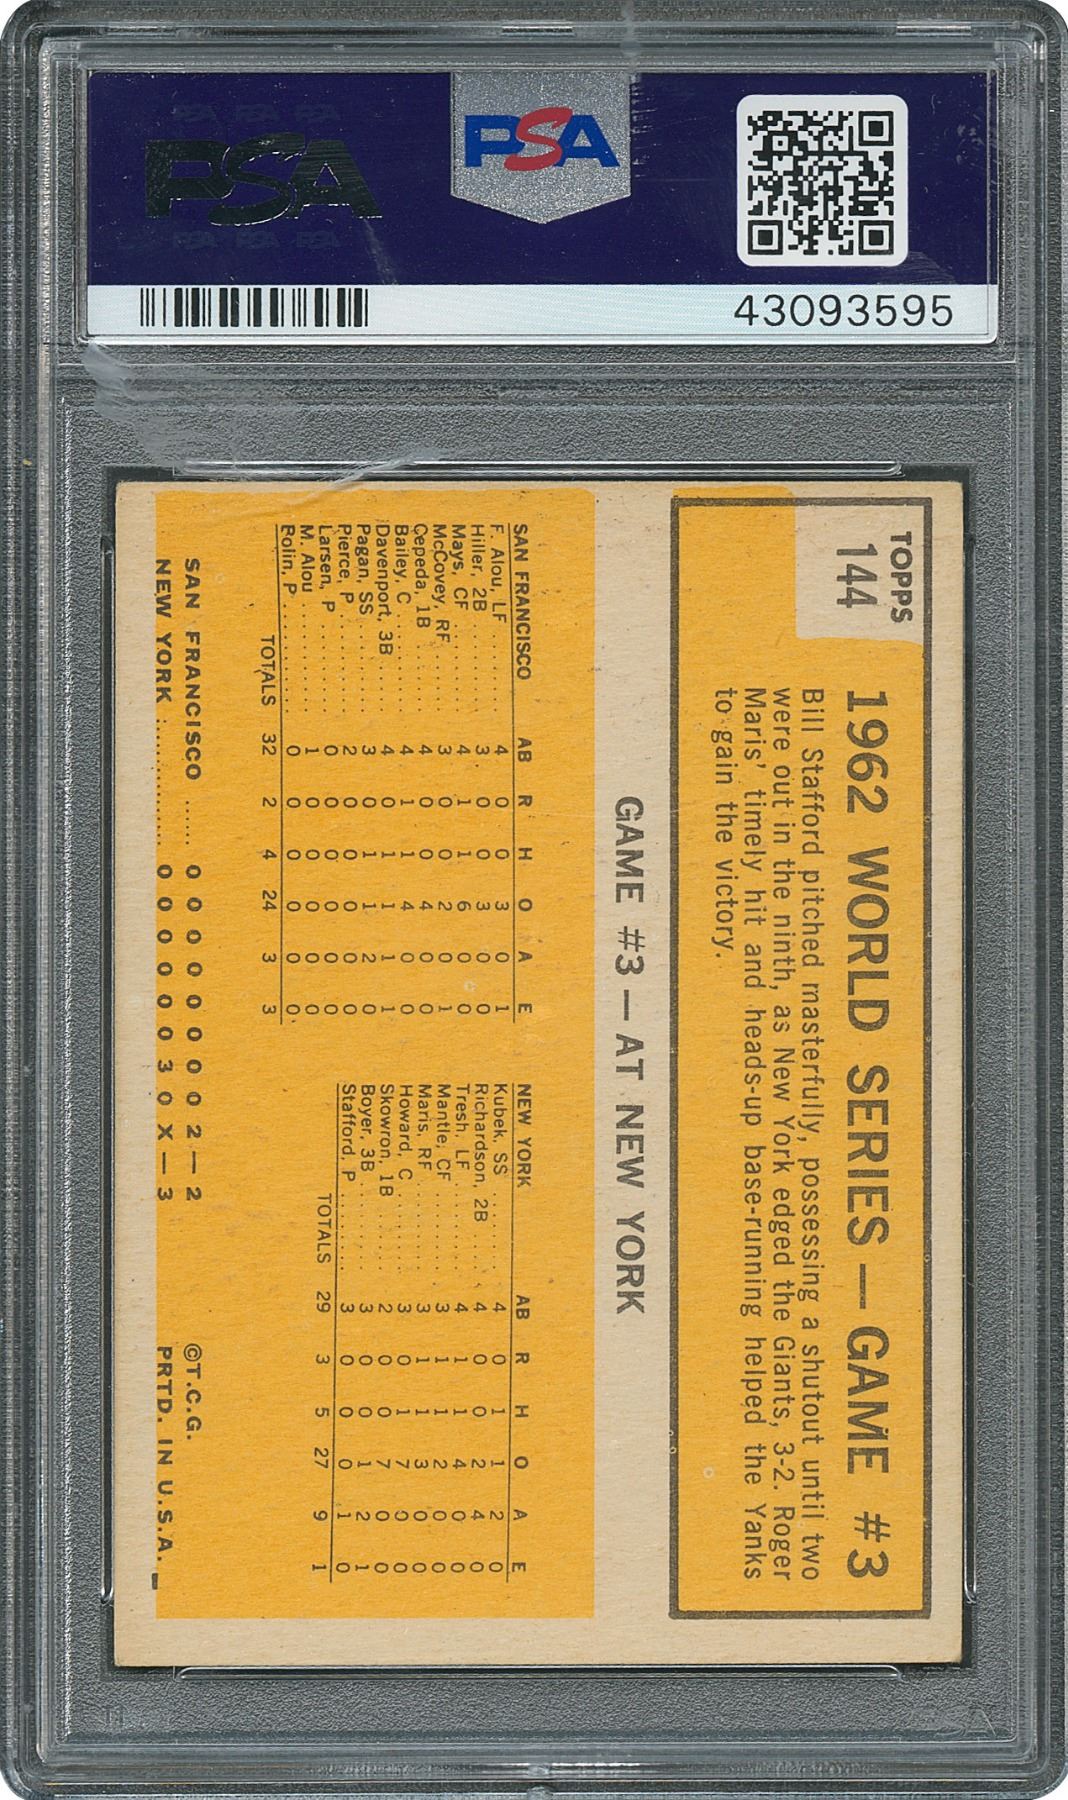 PSA PSA PSA
PSA
PSA PSA PSA
PSA
43093595
TOPPS
144
1962 WORLD SERIES — GAME #3
Bill Stafford pitched masterfully, possessing a shutout until two
were out in the ninth, as New York edged the Giants, 3-2. Roger
Maris' timely hit and heads-up base-running helped the Yanks
to gain the victory.
GAME #3 — AT NEW YORK
SAN FRANCISCO AB R H O A E
F. Alou, LF 4 0 0 3 0 1
Hiller, 2B 3 0 0 3 0 0
Mays, CF 4 1 1 6 0 0
McCovey, RF 3 0 0 2 0 1
Cepeda, 1B 4 0 0 4 0 0
Bailey, C 4 1 1 4 0 0
Davenport, 3B 4 0 1 1 1 1
Pagan, SS 3 0 1 1 2 0
Pierce, P 2 0 0 0 0 0
Larsen, P 0 0 0 0 0 0
M. Alou 1 0 0 0 0 0
Rolin, P 0 0 0 0 0 0
TOTALS 32 2 4 24 3 3
NEW YORK AB R H O A E
Kubek, SS 4 0 1 1 2 0
Richardson, 2B 4 0 0 2 4 0
Tresh, LF 4 1 1 4 0 0
Mantle, CF 3 1 1 2 0 0
Maris, RF 3 1 1 3 0 0
Howard, C 3 0 1 7 0 0
Skowron, 1B 2 0 0 7 0 0
Boyer, 3B 3 0 0 1 2 1
Stafford, P 3 0 0 0 1 0
TOTALS 29 3 5 27 9 1
SAN FRANCISCO ...... 0 0 0 0 0 0 0 0 2 — 2
NEW YORK ............ 0 0 0 0 0 0 3 0 X — 3
©T.C.G.
PRTD. IN U.S.A.